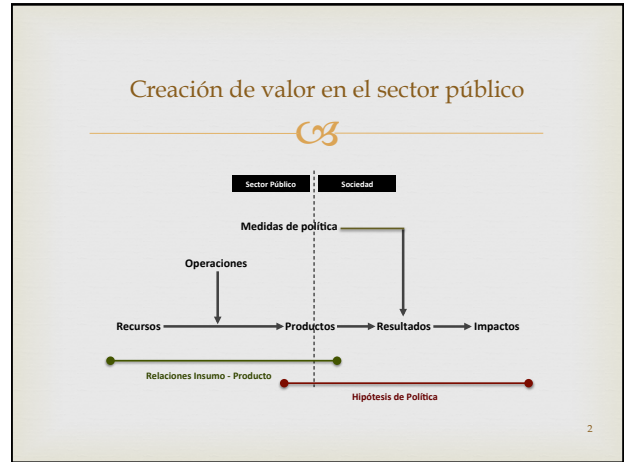 Creación de valor en el sector público
Sector Público
Sociedad
Medidas de política
Operaciones
Recursos
Productos
Resultados
Impactos
Relaciones Insumo - Producto
Hipótesis de Política
2